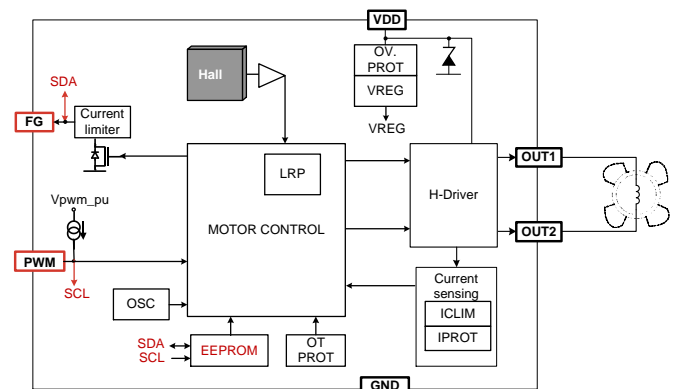 VDD
OV.
PROT
VREG
VREG
Hall
SDA
FG
Current
limiter
LRP
MOTOR CONTROL
H-Driver
OUT1
OUT2
Vpwm_pu
PWM
SCL
OSC
SDA
SCL
EEPROM
OT
PROT
Current
sensing
ICLIM
IPROT
GND